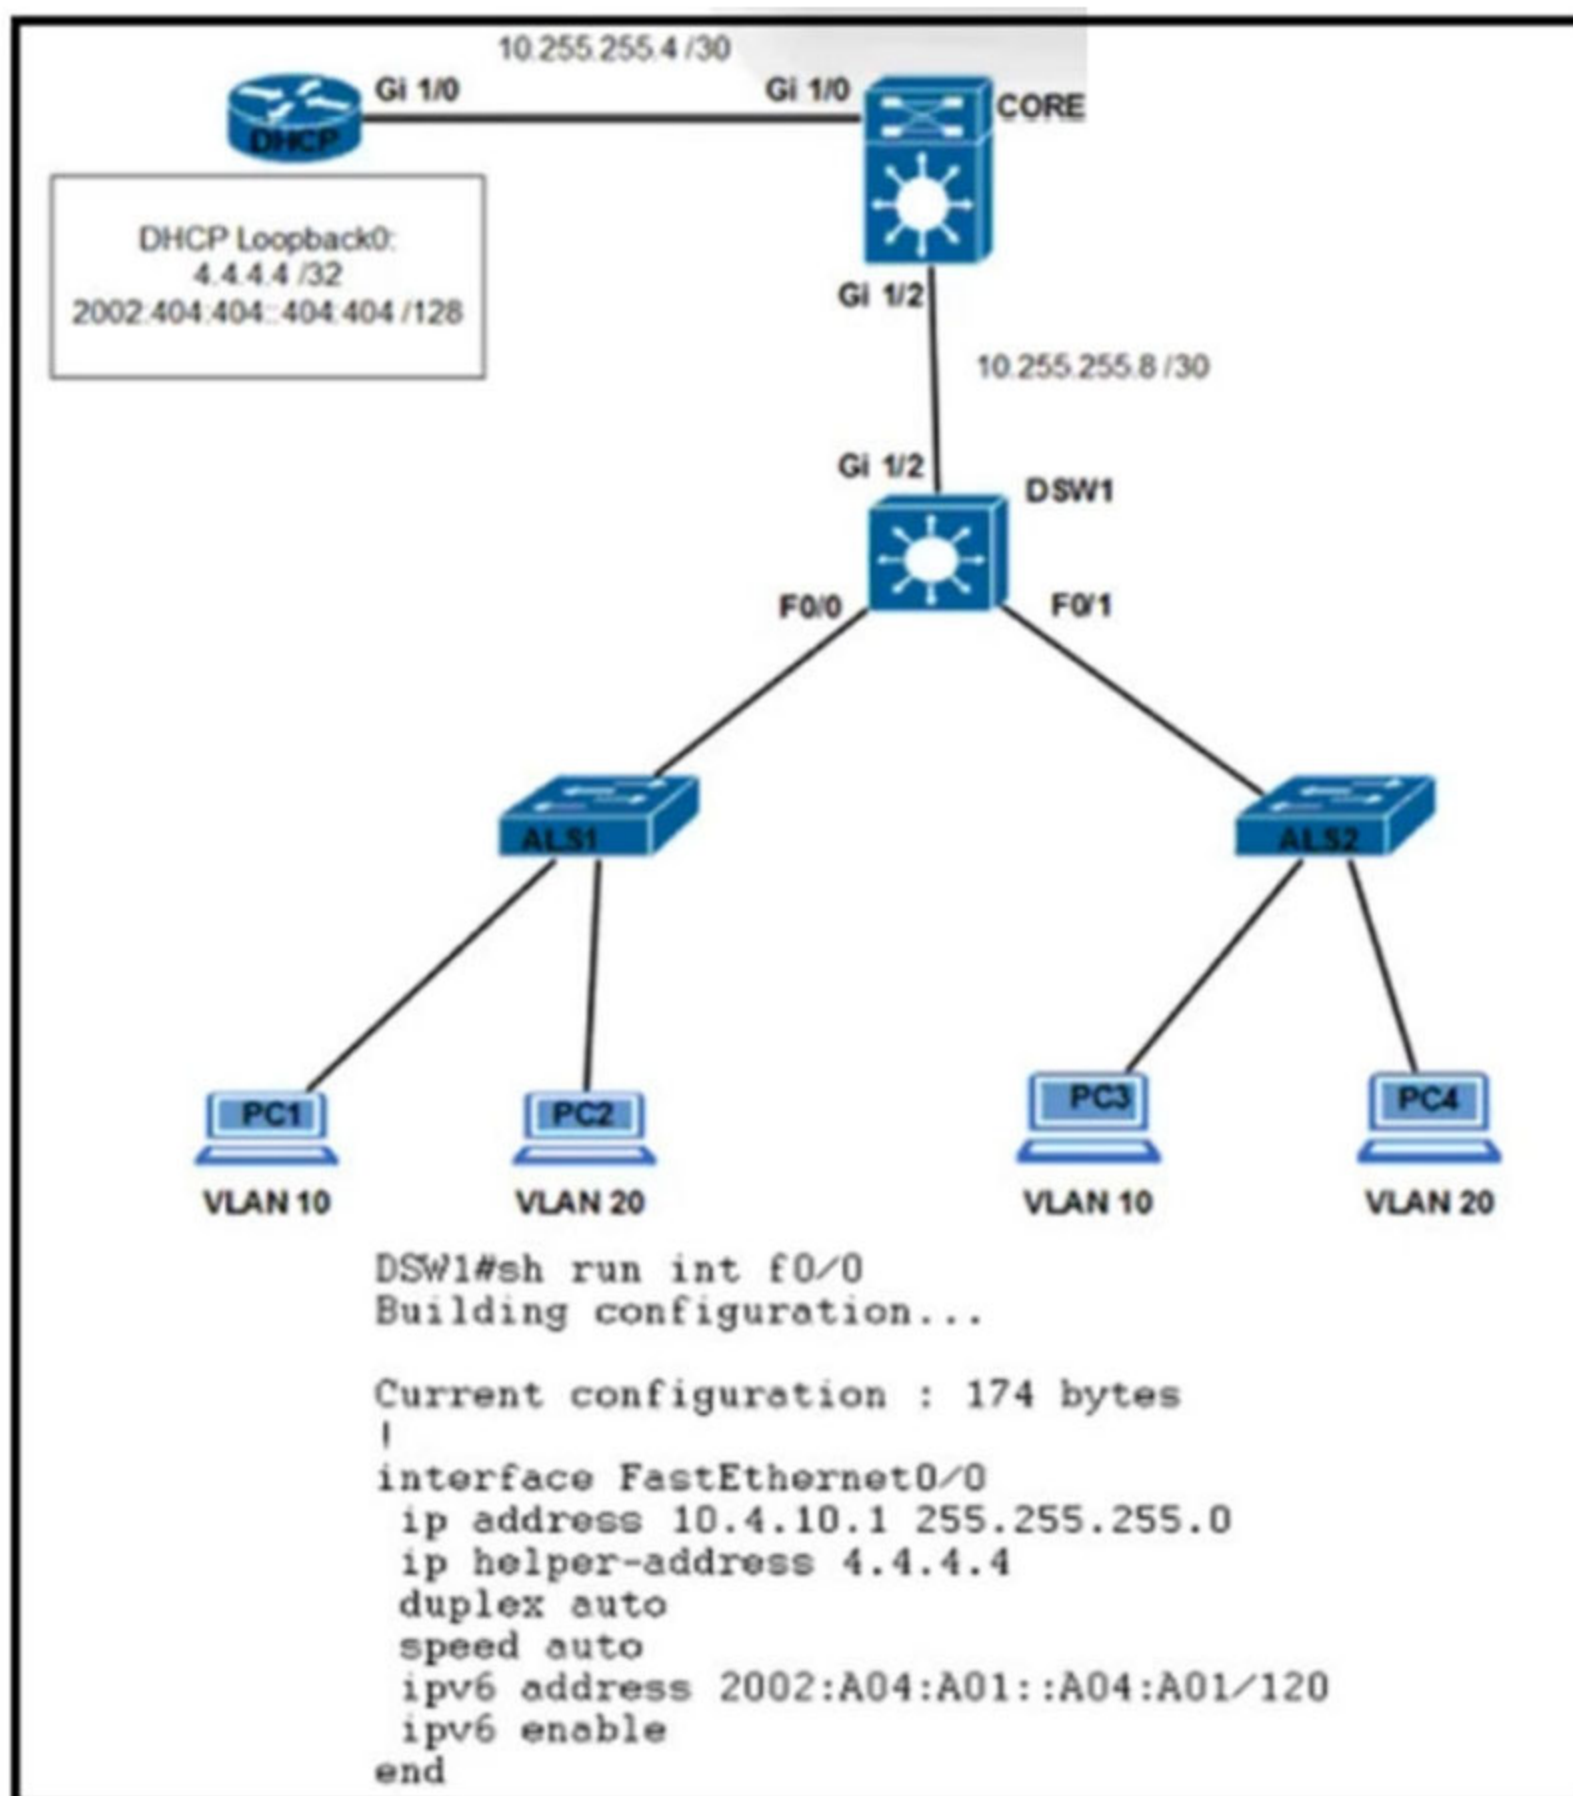 10.255.255.4 /30
Gi 1/0
Gi 1/0
CORE
DHCP
DHCP Loopback0:
4.4.4.4 /32
2002:404:404::404:404 /128
Gi 1/2
10.255.255.8 /30
Gi 1/2
DSW1
F0/0
F0/1
ALS1
ALS2
PC1
PC2
PC3
PC4
VLAN 10
VLAN 20
VLAN 10
VLAN 20
DSW1#sh run int f0/0
Building configuration...
Current configuration : 174 bytes
!
interface FastEthernet0/0
ip address 10.4.10.1 255.255.255.0
ip helper-address 4.4.4.4
duplex auto
speed auto
ipv6 address 2002:A04:A01::A04:A01/120
ipv6 enable
end